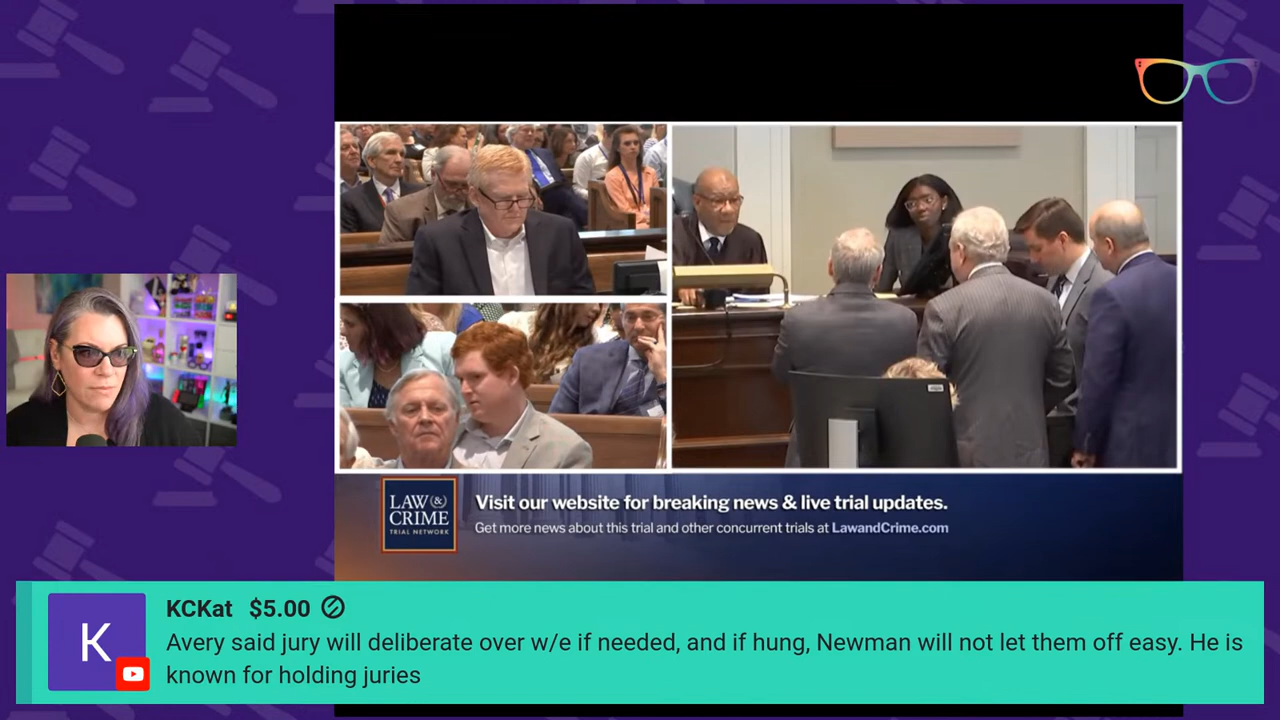 LAW &
CRIME
TRIAL NETWORK
Visit our website for breaking news & live trial updates.
Get more news about this trial and other concurrent trials at LawandCrime.com
K
KCKat $5.00
Avery said jury will deliberate over w/e if needed, and if hung, Newman will not let them off easy. He is
known for holding juries